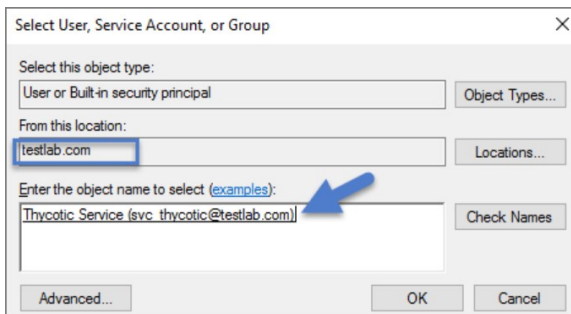 Select User, Service Account, or Group
Select this object type:
User or Built-in security principal
Object Types...
From this location:
testlab.com
Locations...
Enter the object name to select (examples):
Thycotic Service (svc_thycotic@testlab.com)
Check Names
Advanced...
OK
Cancel